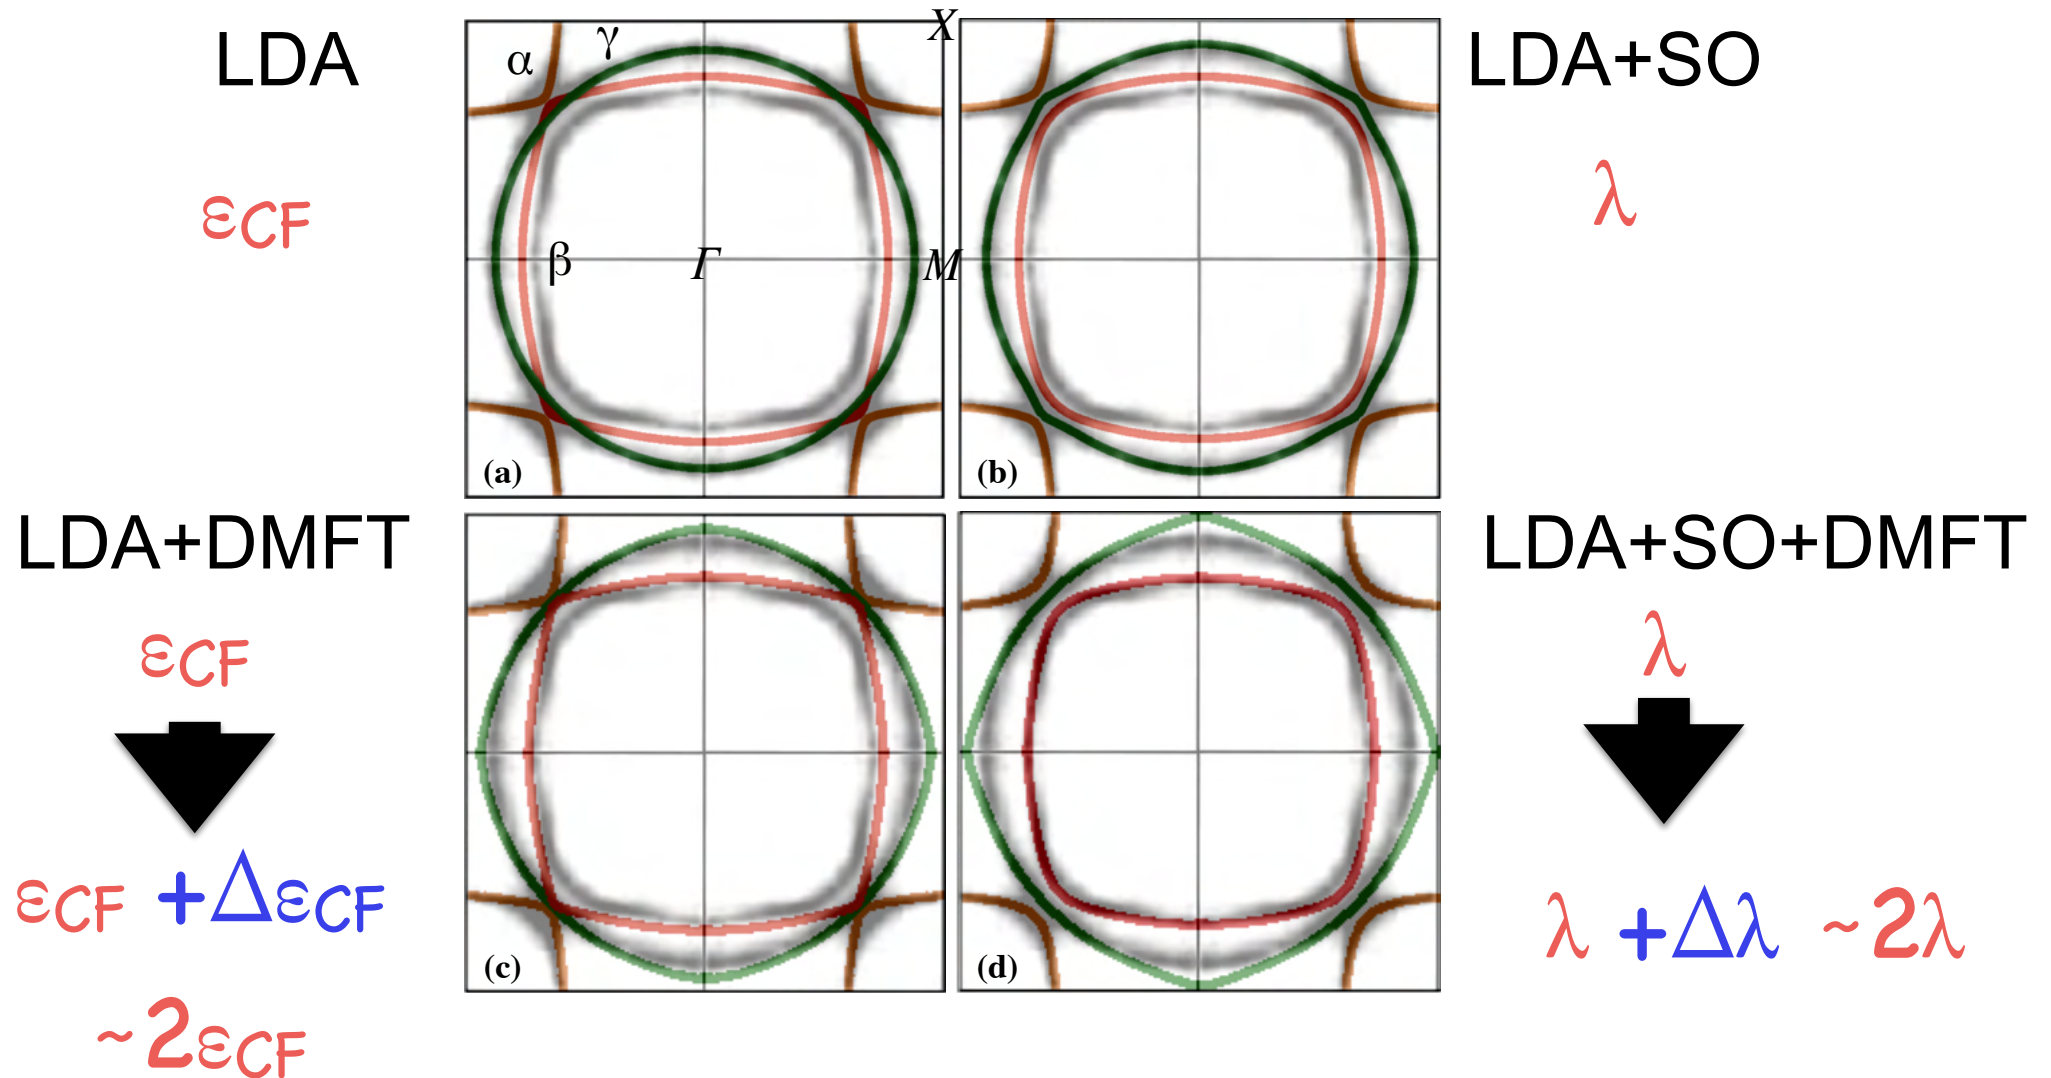 LDA
εCF
α
γ
X
β
Γ
M
(a)
(b)
LDA+SO
λ
LDA+DMFT
εCF
εCF +ΔεCF
~2εCF
(c)
(d)
LDA+SO+DMFT
λ
λ +Δλ ~2λ